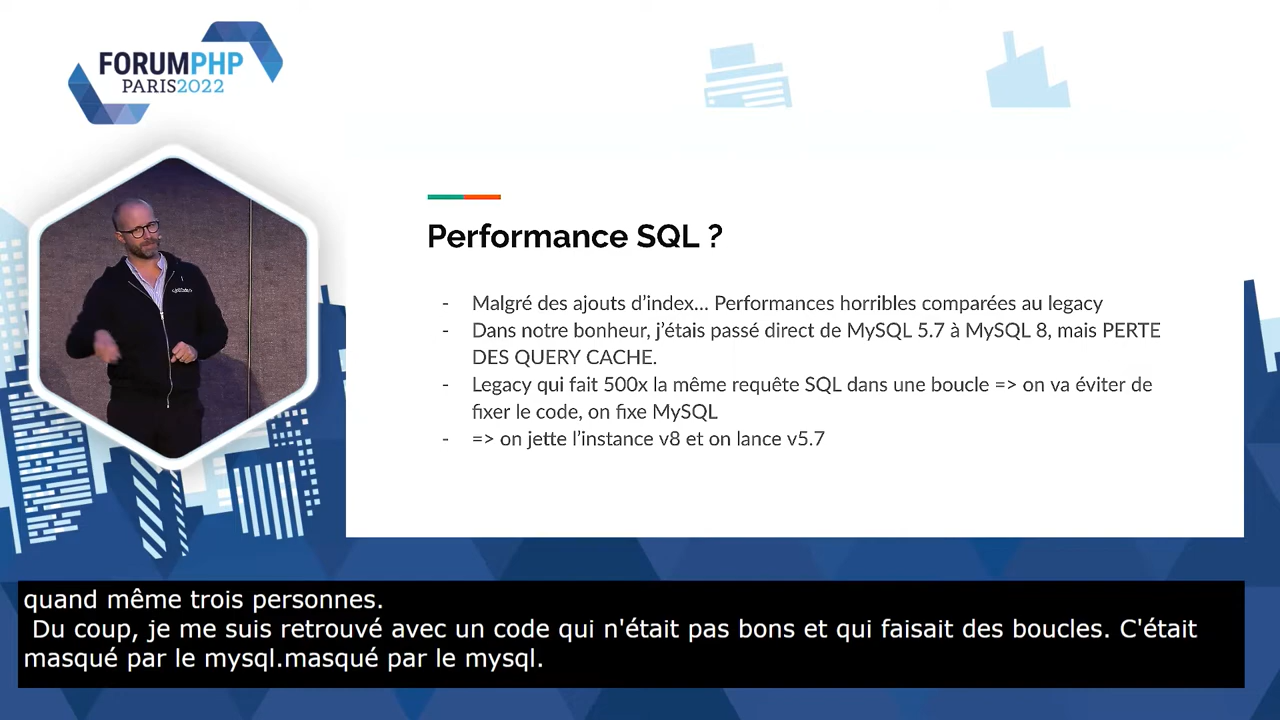 FORUMPHP
PARIS2022
Performance SQL ?
- Malgré des ajouts d'index... Performances horribles comparées au legacy
- Dans notre bonheur, j'étais passé direct de MySQL 5.7 à MySQL 8, mais PERTE
DES QUERY CACHE.
- Legacy qui fait 500x la même requête SQL dans une boucle => on va éviter de
fixer le code, on fixe MySQL
- => on jette l'instance v8 et on lance v5.7
quand même trois personnes.
Du coup, je me suis retrouvé avec un code qui n'était pas bons et qui faisait des boucles. C'était
masqué par le mysql.masqué par le mysql.